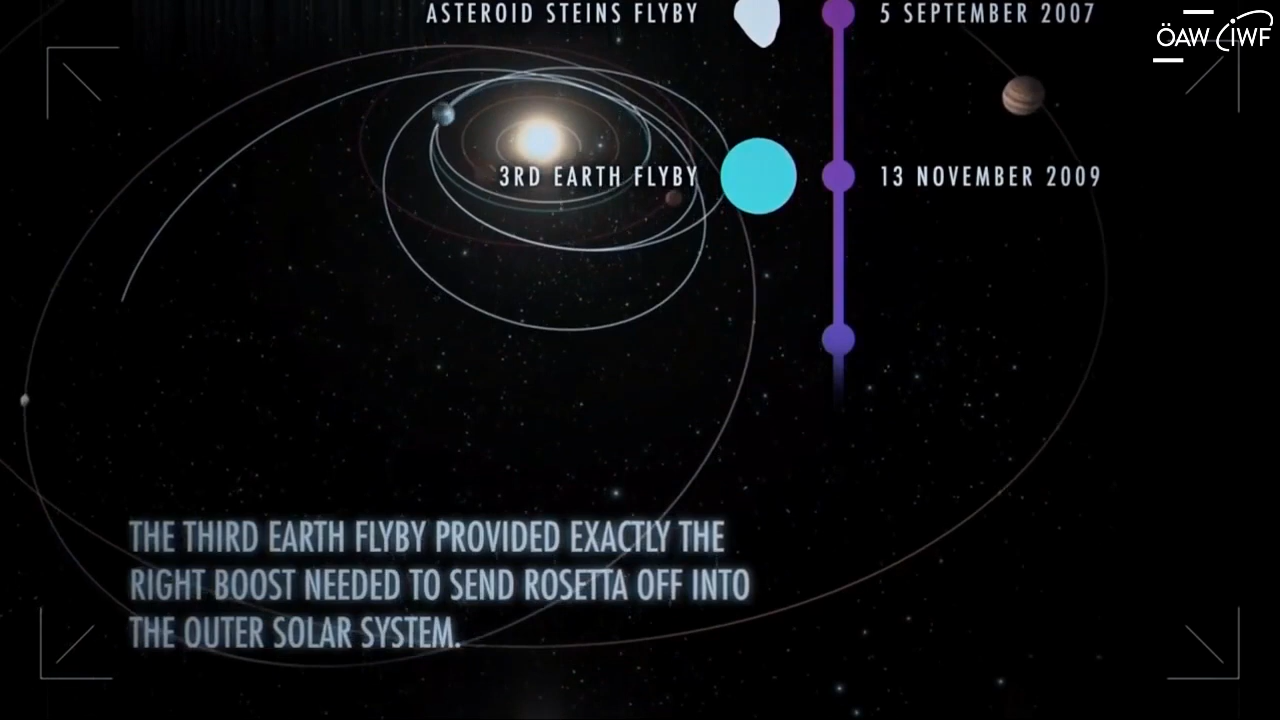 ASTEROID STEINS FLYBY 5 SEPTEMBER 2007
ÖAW IWF
3RD EARTH FLYBY 13 NOVEMBER 2009
THE THIRD EARTH FLYBY PROVIDED EXACTLY THE
RIGHT BOOST NEEDED TO SEND ROSETTA OFF INTO
THE OUTER SOLAR SYSTEM.